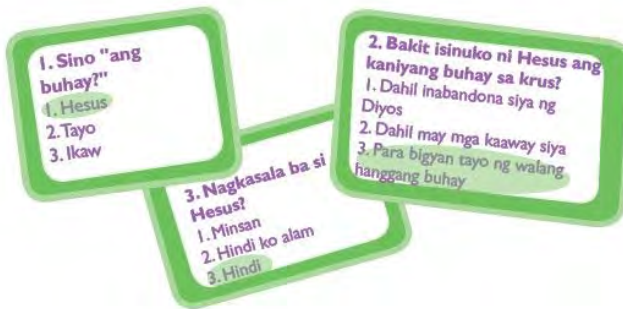 1. Sino "ang
buhay?"
1. Hesus
2. Tayo
3. Ikaw
2. Bakit isinuko ni Hesus ang
kaniyang buhay sa krus?
1. Dahil inabandona siya ng
Diyos
2. Dahil may mga kaaway siya
3. Para bigyan tayo ng walang
hanggang buhay
3. Nagkasala ba si
Hesus?
1. Minsan
2. Hindi ko alam
3. Hindi